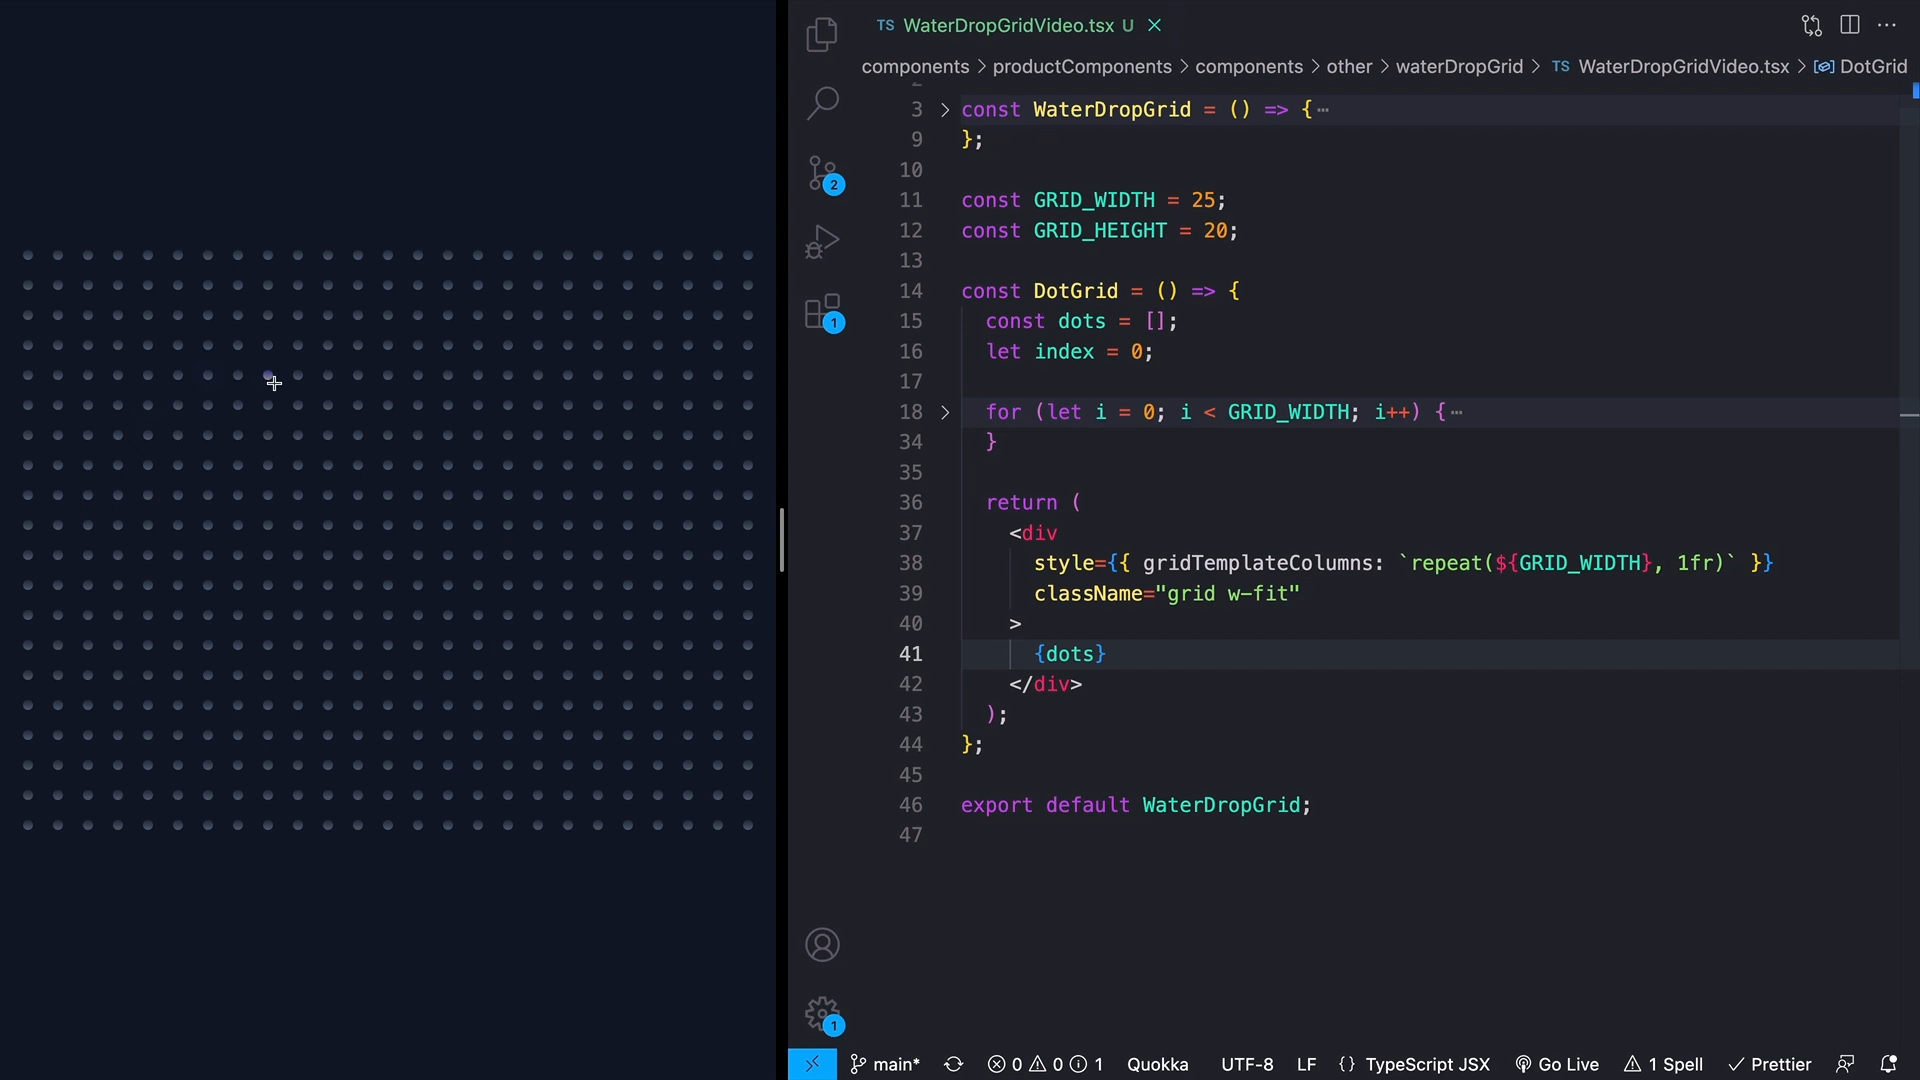 TS WaterDropGridVideo.tsx U
components > productComponents > components > other > waterDropGrid > TS WaterDropGridVideo.tsx > DotGrid
3 const WaterDropGrid = () => {⋯
9 };
10
11 const GRID_WIDTH = 25;
12 const GRID_HEIGHT = 20;
13
14 const DotGrid = () => {
15 const dots = [];
16 let index = 0;
17
18 for (let i = 0; i < GRID_WIDTH; i++) {⋯
34 }
35
36 return (
37 <div
38 style={{ gridTemplateColumns: `repeat(${GRID_WIDTH}, 1fr)` }}
39 className="grid w-fit"
40 >
41 {dots}
42 </div>
43 );
44 };
45
46 export default WaterDropGrid;
47
2
1
1
main* 0 0 1 Quokka UTF-8 LF {} TypeScript JSX Go Live 1 Spell Prettier